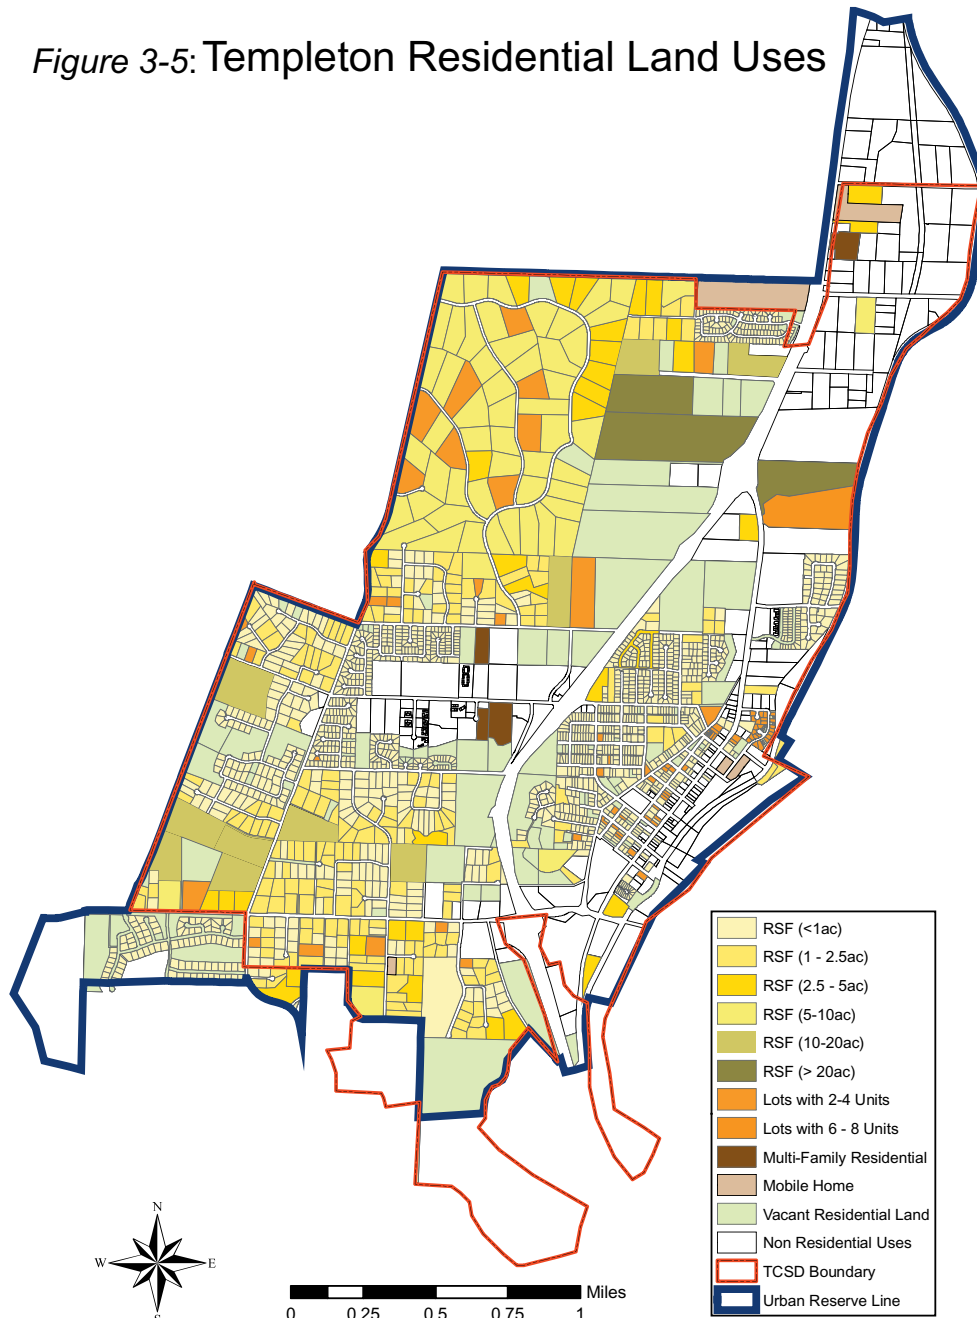 Figure 3-5: Templeton Residential Land Uses
RSF (<1ac)
RSF (1 - 2.5ac)
RSF (2.5 - 5ac)
RSF (5-10ac)
RSF (10-20ac)
RSF (> 20ac)
Lots with 2-4 Units
Lots with 6 - 8 Units
Multi-Family Residential
Mobile Home
Vacant Residential Land
Non Residential Uses
TCSD Boundary
Urban Reserve Line
N
W E
S
Miles
0 0.25 0.5 0.75 1